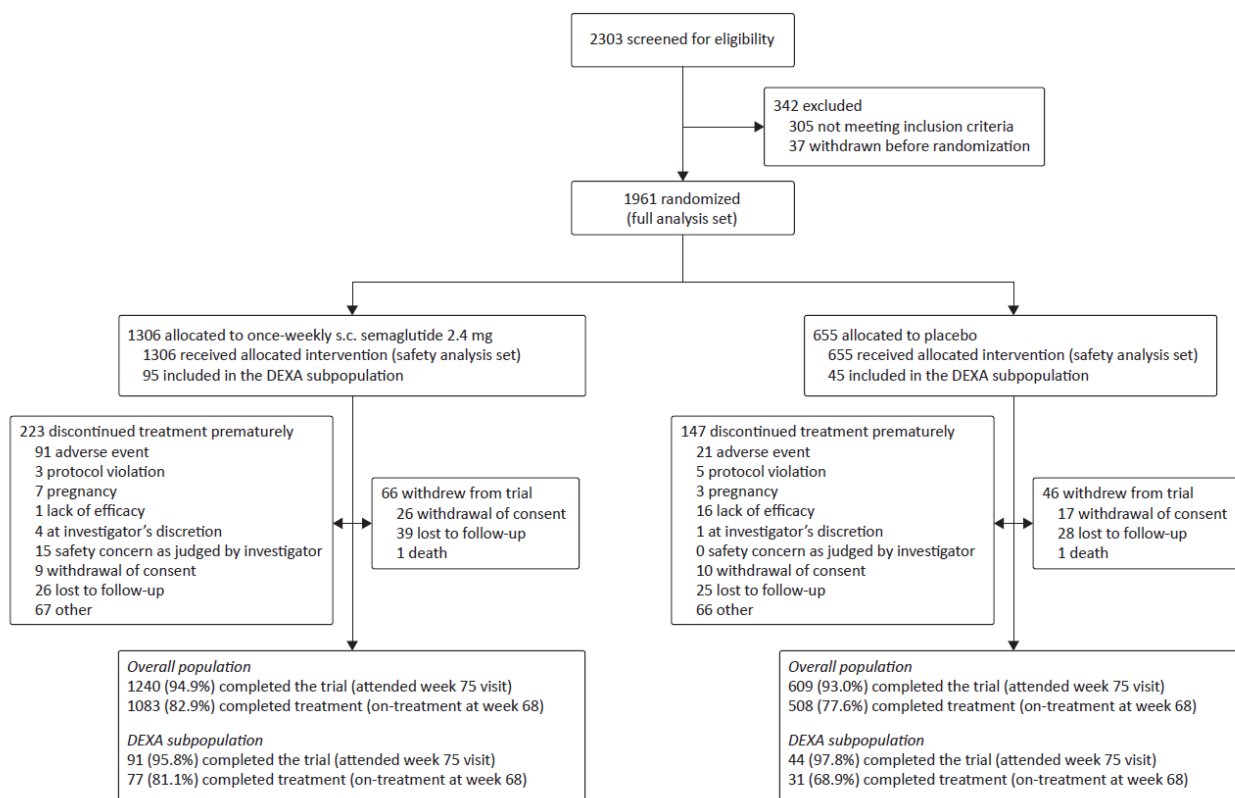 2303 screened for eligibility
342 excluded
305 not meeting inclusion criteria
37 withdrawn before randomization
1961 randomized
(full analysis set)
1306 allocated to once-weekly s.c. semaglutide 2.4 mg
1306 received allocated intervention (safety analysis set)
95 included in the DEXA subpopulation
655 allocated to placebo
655 received allocated intervention (safety analysis set)
45 included in the DEXA subpopulation
223 discontinued treatment prematurely
91 adverse event
3 protocol violation
7 pregnancy
1 lack of efficacy
4 at investigator's discretion
15 safety concern as judged by investigator
9 withdrawal of consent
26 lost to follow-up
67 other
66 withdrew from trial
26 withdrawal of consent
39 lost to follow-up
1 death
147 discontinued treatment prematurely
21 adverse event
5 protocol violation
3 pregnancy
16 lack of efficacy
1 at investigator's discretion
0 safety concern as judged by investigator
10 withdrawal of consent
25 lost to follow-up
66 other
46 withdrew from trial
17 withdrawal of consent
28 lost to follow-up
1 death
Overall population
1240 (94.9%) completed the trial (attended week 75 visit)
1083 (82.9%) completed treatment (on-treatment at week 68)
DEXA subpopulation
91 (95.8%) completed the trial (attended week 75 visit)
77 (81.1%) completed treatment (on-treatment at week 68)
Overall population
609 (93.0%) completed the trial (attended week 75 visit)
508 (77.6%) completed treatment (on-treatment at week 68)
DEXA subpopulation
44 (97.8%) completed the trial (attended week 75 visit)
31 (68.9%) completed treatment (on-treatment at week 68)